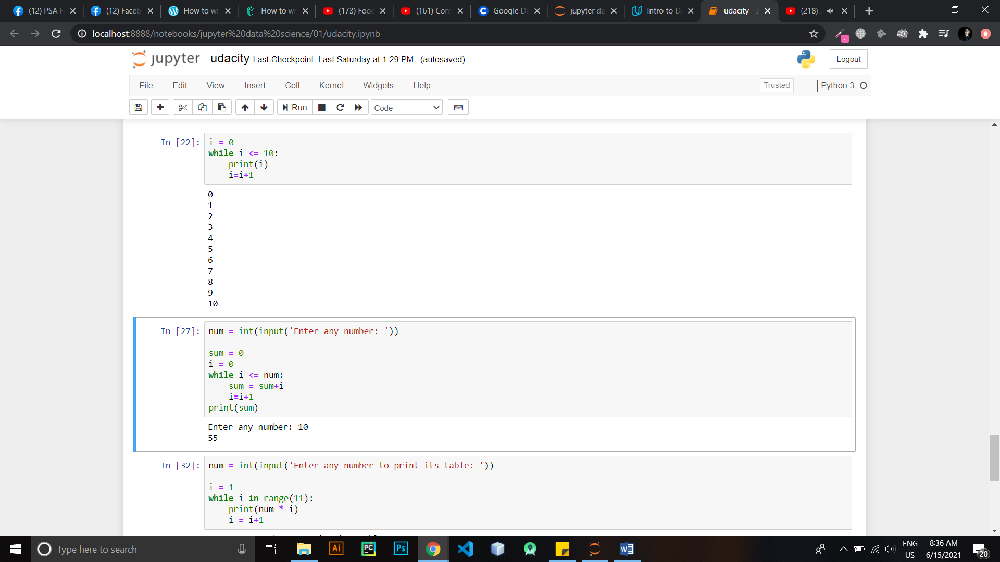 (12) PSA F
(12) Faceb
How to wr
How to wr
(173) Food
(161) Com
Google Da
jupyter da
Intro to D
udacity - J
(218)
localhost:8888/notebooks/jupyter%20data%20science/01/udacity.ipynb
jupyter udacity Last Checkpoint: Last Saturday at 1:29 PM (autosaved)
Logout
File Edit View Insert Cell Kernel Widgets Help
Trusted
Python 3
Run
Code
In [22]: i = 0
while i <= 10:
    print(i)
    i=i+1
0
1
2
3
4
5
6
7
8
9
10
In [27]: num = int(input('Enter any number: '))
sum = 0
i = 0
while i <= num:
    sum = sum+i
    i=i+1
print(sum)
Enter any number: 10
55
In [32]: num = int(input('Enter any number to print its table: '))
i = 1
while i in range(11):
    print(num * i)
    i = i+1
Type here to search
Ai
PC
Ps
ENG
US
8:36 AM
6/15/2021
20